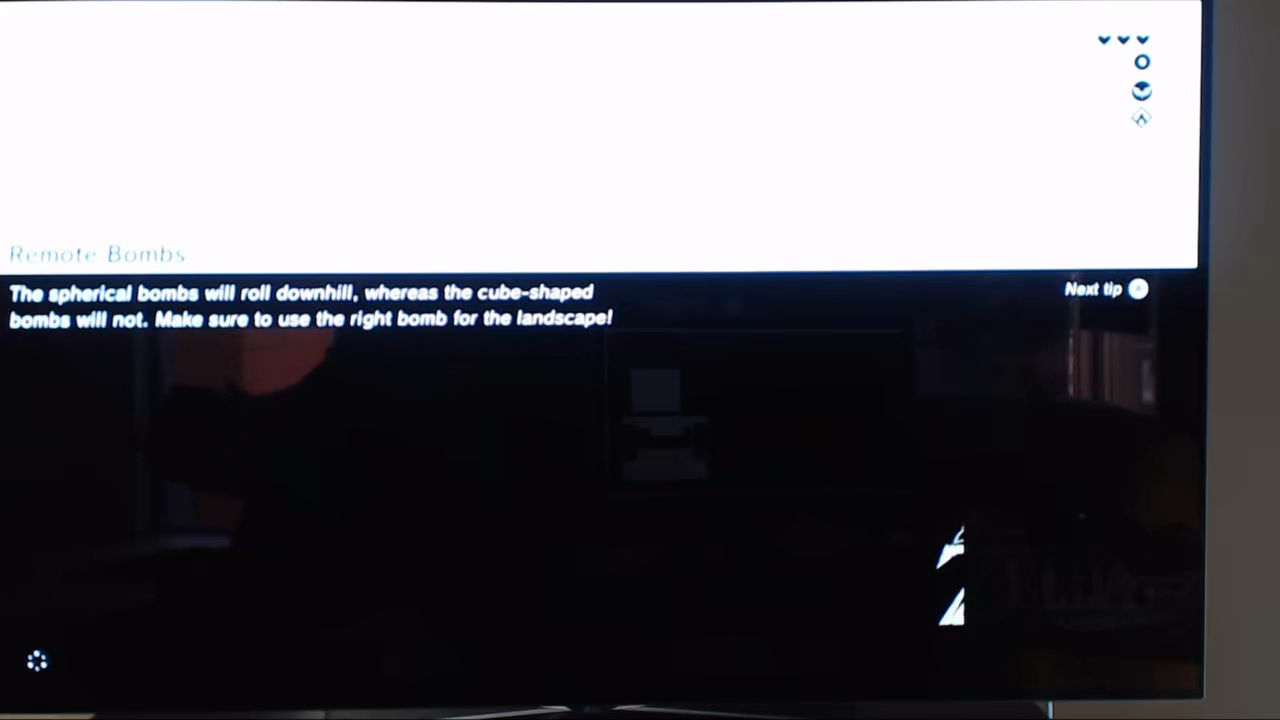 Remote Bombs
The spherical bombs will roll downhill, whereas the cube-shaped
bombs will not. Make sure to use the right bomb for the landscape!
Next tip